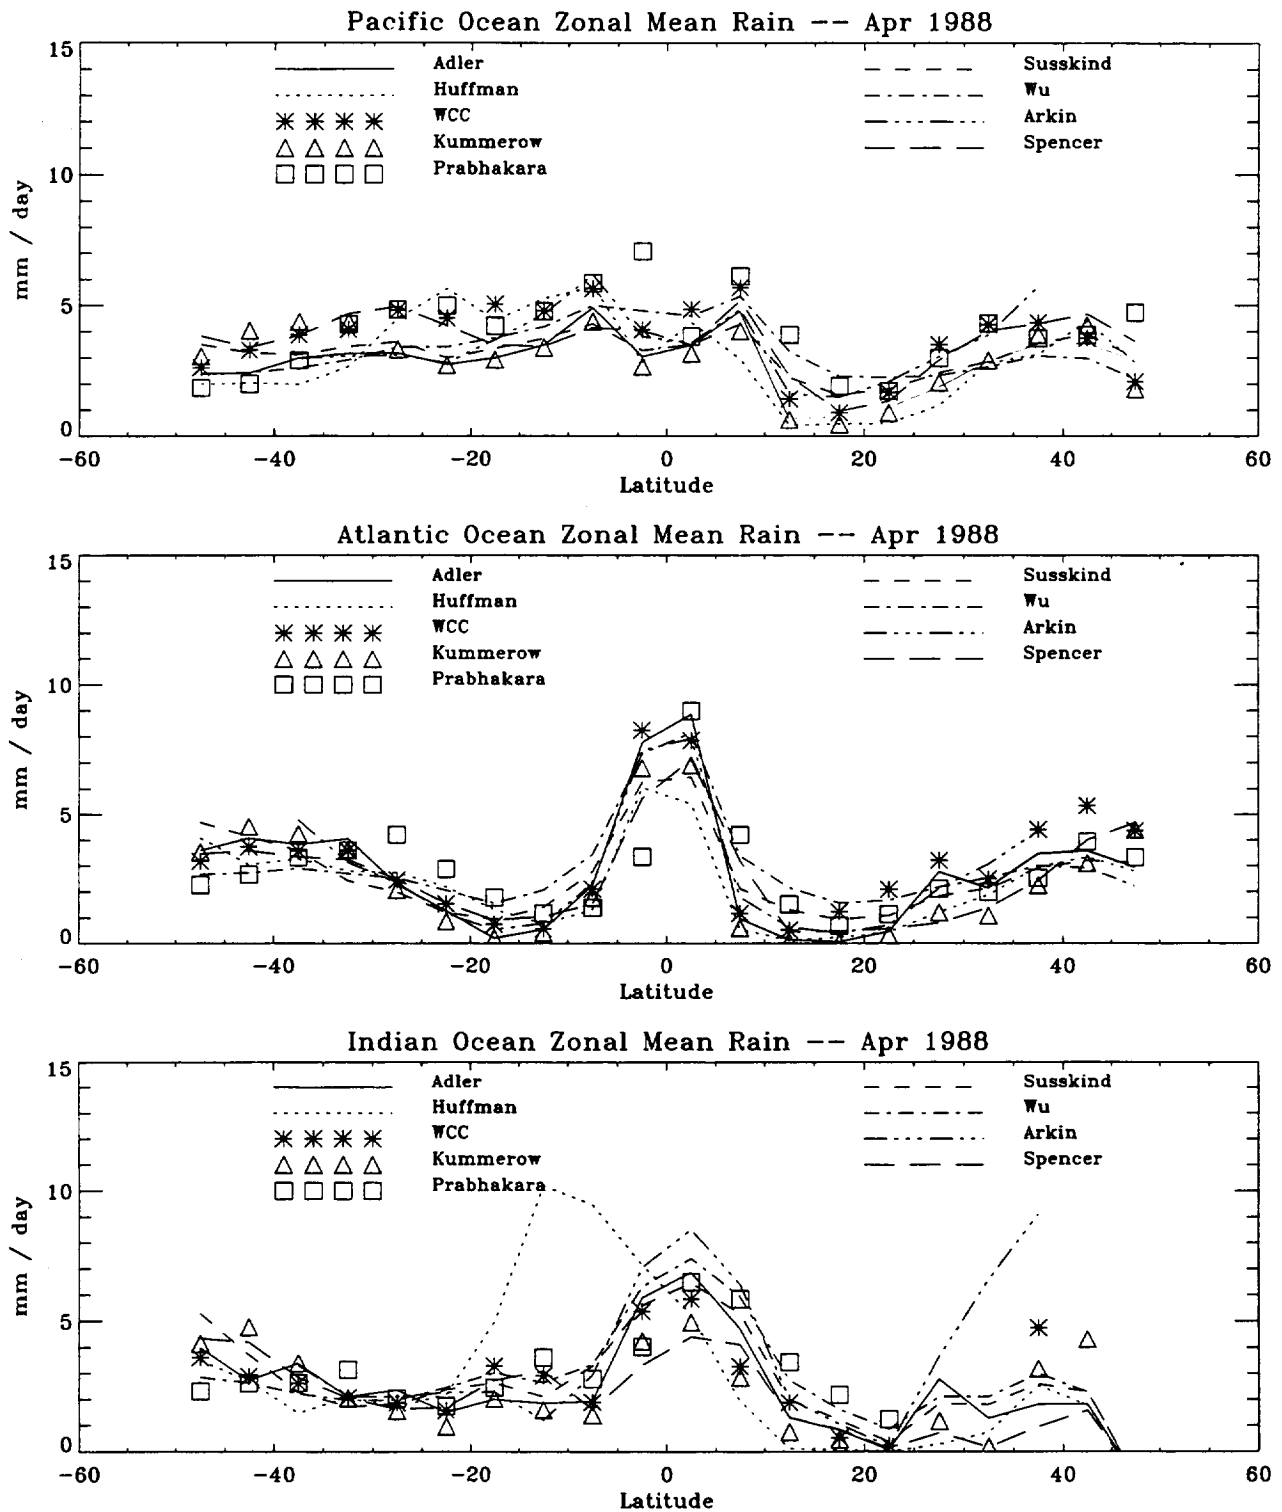 Pacific Ocean Zonal Mean Rain -- Apr 1988
15
10
5
0
mm / day
Adler
Huffman
WCC
Kummerow
Prabhakara
Susskind
Wu
Arkin
Spencer
-60 -40 -20 0 20 40 60
Latitude
Atlantic Ocean Zonal Mean Rain -- Apr 1988
15
10
5
0
mm / day
Adler
Huffman
WCC
Kummerow
Prabhakara
Susskind
Wu
Arkin
Spencer
-60 -40 -20 0 20 40 60
Latitude
Indian Ocean Zonal Mean Rain -- Apr 1988
15
10
5
0
mm / day
Adler
Huffman
WCC
Kummerow
Prabhakara
Susskind
Wu
Arkin
Spencer
-60 -40 -20 0 20 40 60
Latitude